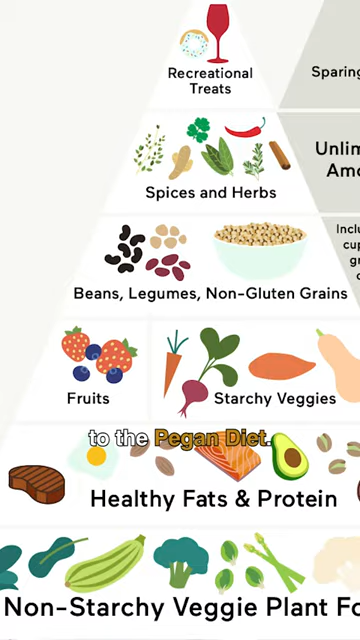 Recreational
Treats
Sparing
Spices and Herbs
Unlim
Amo
Beans, Legumes, Non-Gluten Grains
Inclu
cup
gr
Fruits
Starchy Veggies
to the Pegan Diet.
Healthy Fats & Protein
Non-Starchy Veggie Plant Fo